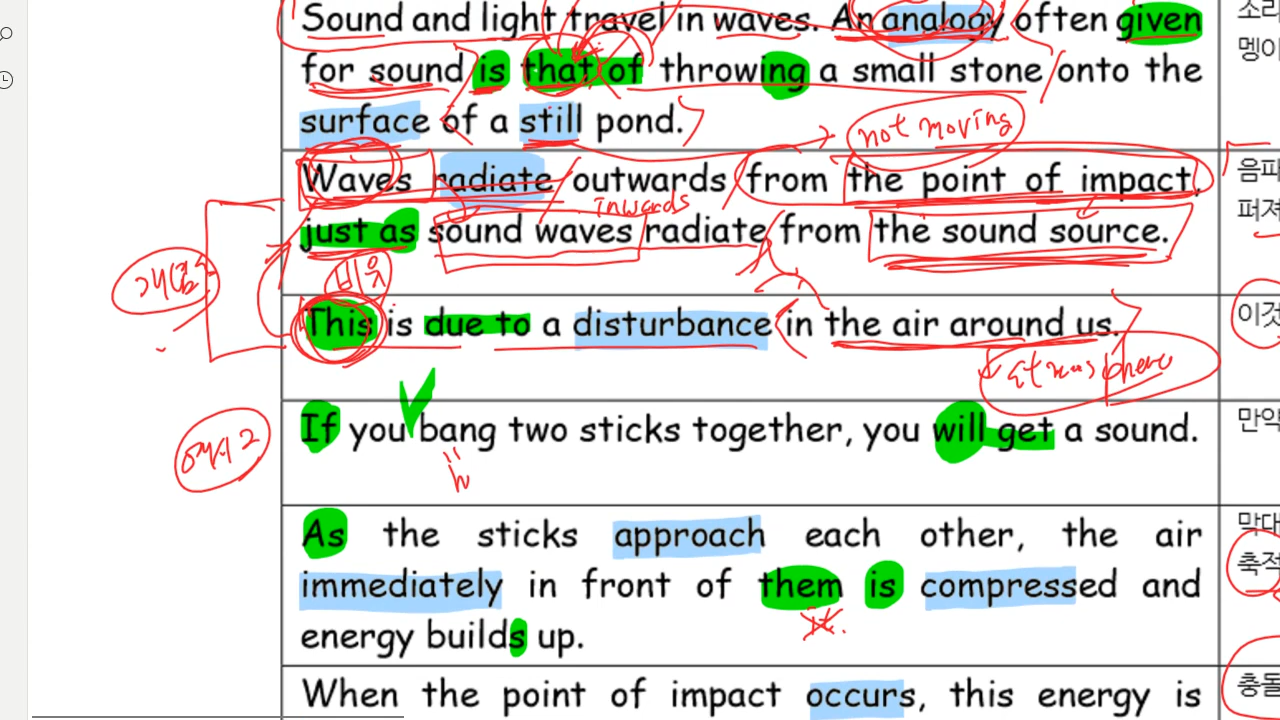 Sound and light travel in waves. An analogy often given
for sound is that of throwing a small stone onto the
surface of a still pond.
not moving
Waves radiate outwards from the point of impact,
inwards
just as sound waves radiate from the sound source.
비유
This is due to a disturbance in the air around us.
If you bang two sticks together, you will get a sound.
As the sticks approach each other, the air
immediately in front of them is compressed and
it.
energy builds up.
When the point of impact occurs, this energy is
소리
멩이
음파
퍼져
이것
만약
막대
축적
충돌